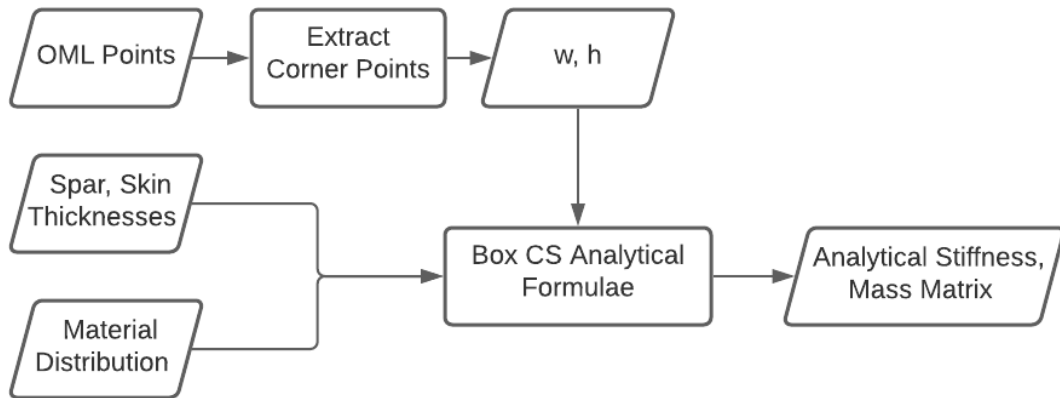 OML Points
Extract
Corner Points
w, h
Spar, Skin
Thicknesses
Box CS Analytical
Formulae
Analytical Stiffness,
Mass Matrix
Material
Distribution